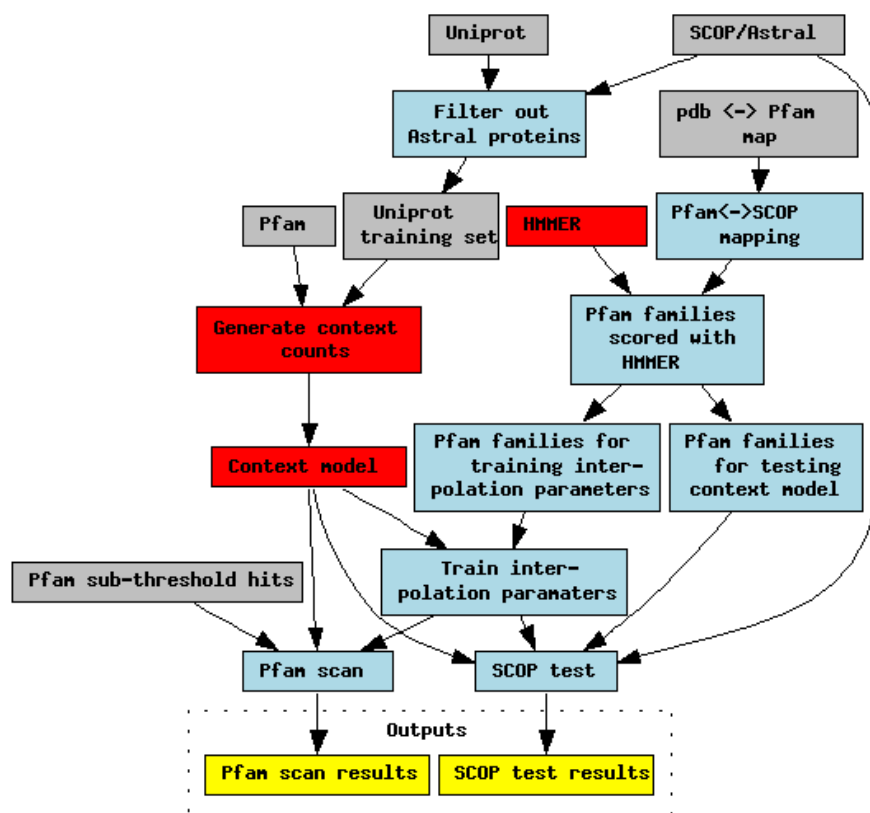 Uniprot
SCOP/Astral
Filter out
Astral proteins
pdb <-> Pfam
map
Pfam
Uniprot
training set
HMMER
Pfam<->SCOP
mapping
Generate context
counts
Pfam families
scored with
HMMER
Context model
Pfam families for
training inter-
polation parameters
Pfam families
for testing
context model
Pfam sub-threshold hits
Train inter-
polation paramaters
Pfam scan
SCOP test
Outputs
Pfam scan results
SCOP test results